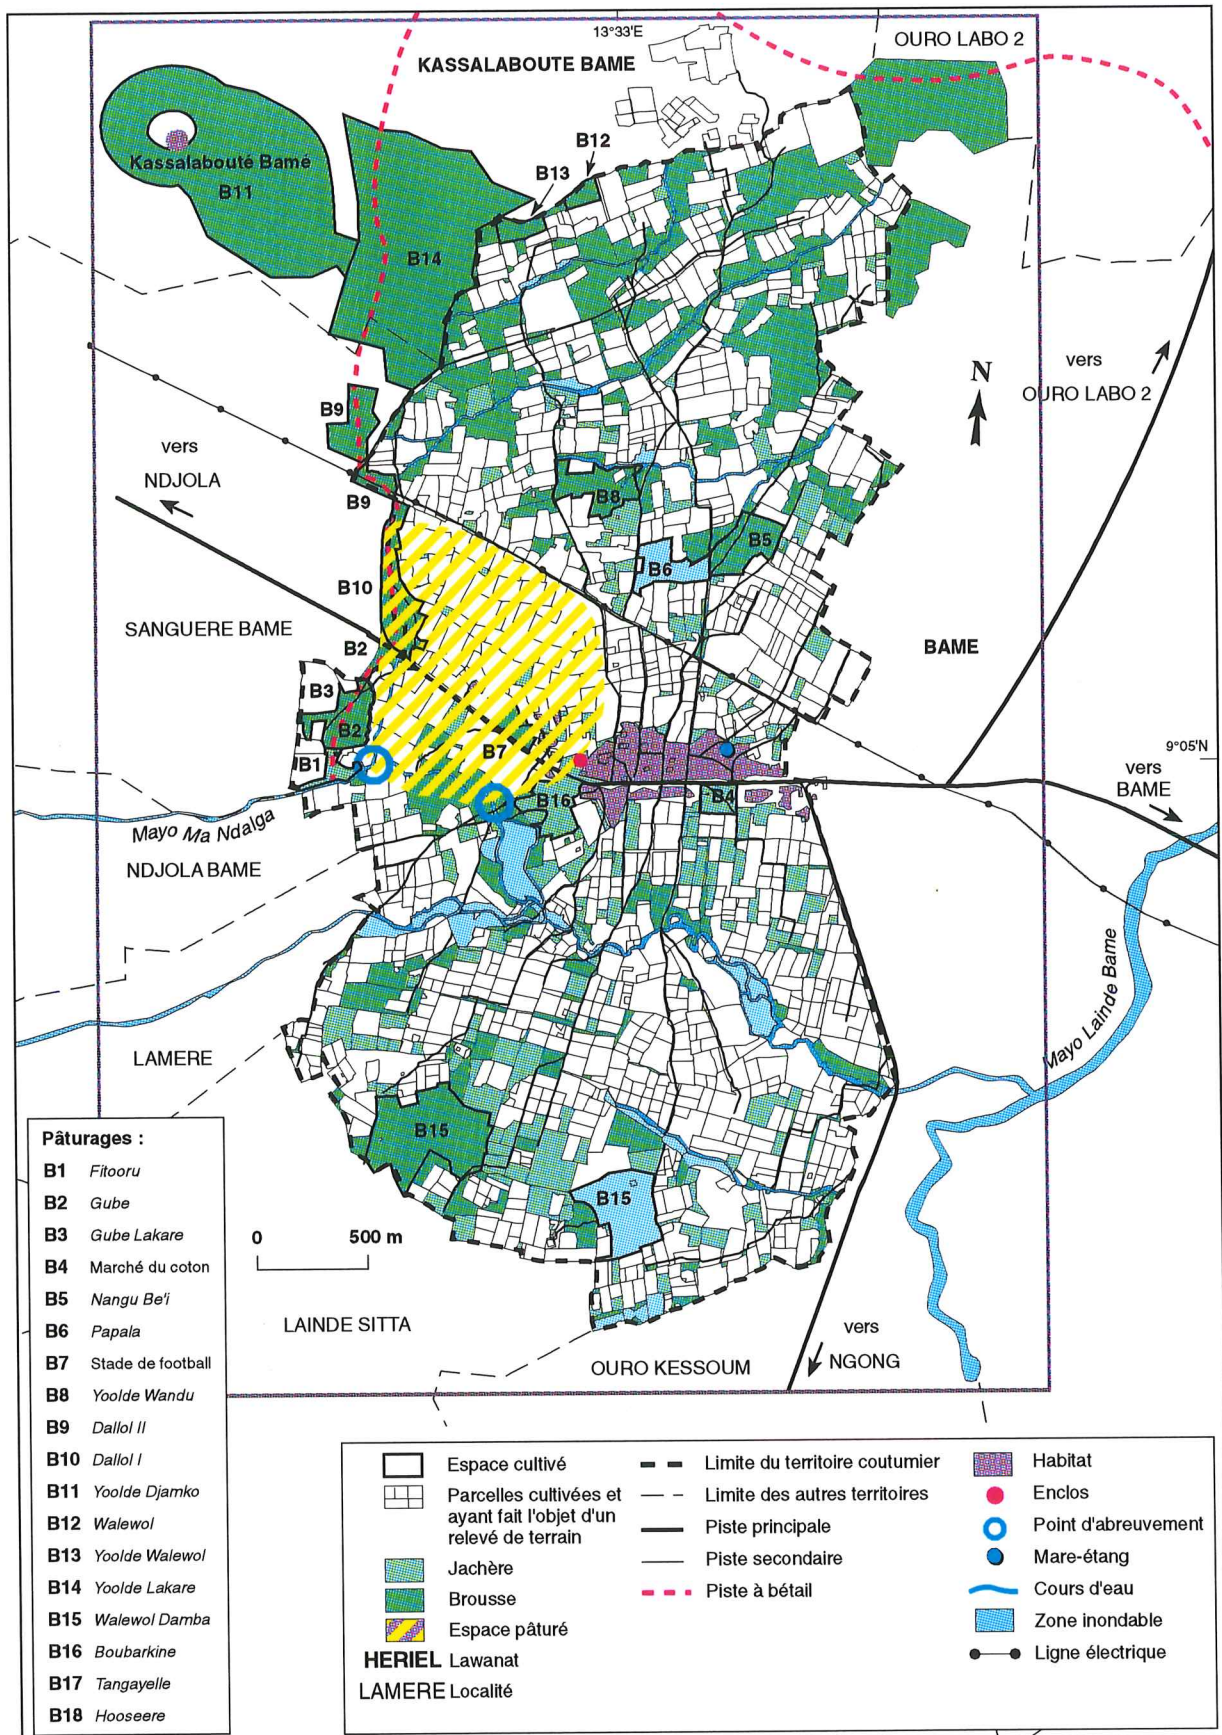 13°33'E
OURO LABO 2
KASSALABOUTE BAME
B12
B13
Kassalabouté Bamé
B11
B14
N
vers
OURO LABO 2
B9
vers
NDJOLA
B9
B8
B5
B6
B10
SANGUERE BAME
B2
BAME
B3
B2
B7
B1
9°05'N
vers
BAME
B16
B4
Mayo Ma Ndalga
NDJOLA BAME
Mayo Lainde Bame
LAMERE
B15
B15
0 500 m
LAINDE SITTA
OURO KESSOUM
vers
NGONG
Pâturages :
B1 Fitooru
B2 Gube
B3 Gube Lakare
B4 Marché du coton
B5 Nangu Be'i
B6 Papala
B7 Stade de football
B8 Yoolde Wandu
B9 Dallol II
B10 Dallol I
B11 Yoolde Djamko
B12 Walewol
B13 Yoolde Walewol
B14 Yoolde Lakare
B15 Walewol Damba
B16 Boubarkine
B17 Tangayelle
B18 Hooseere
Espace cultivé
Parcelles cultivées et
ayant fait l'objet d'un
relevé de terrain
Jachère
Brousse
Espace pâturé
HERIEL Lawanat
LAMERE Localité
Limite du territoire coutumier
Limite des autres territoires
Piste principale
Piste secondaire
Piste à bétail
Habitat
Enclos
Point d'abreuvement
Mare-étang
Cours d'eau
Zone inondable
Ligne électrique